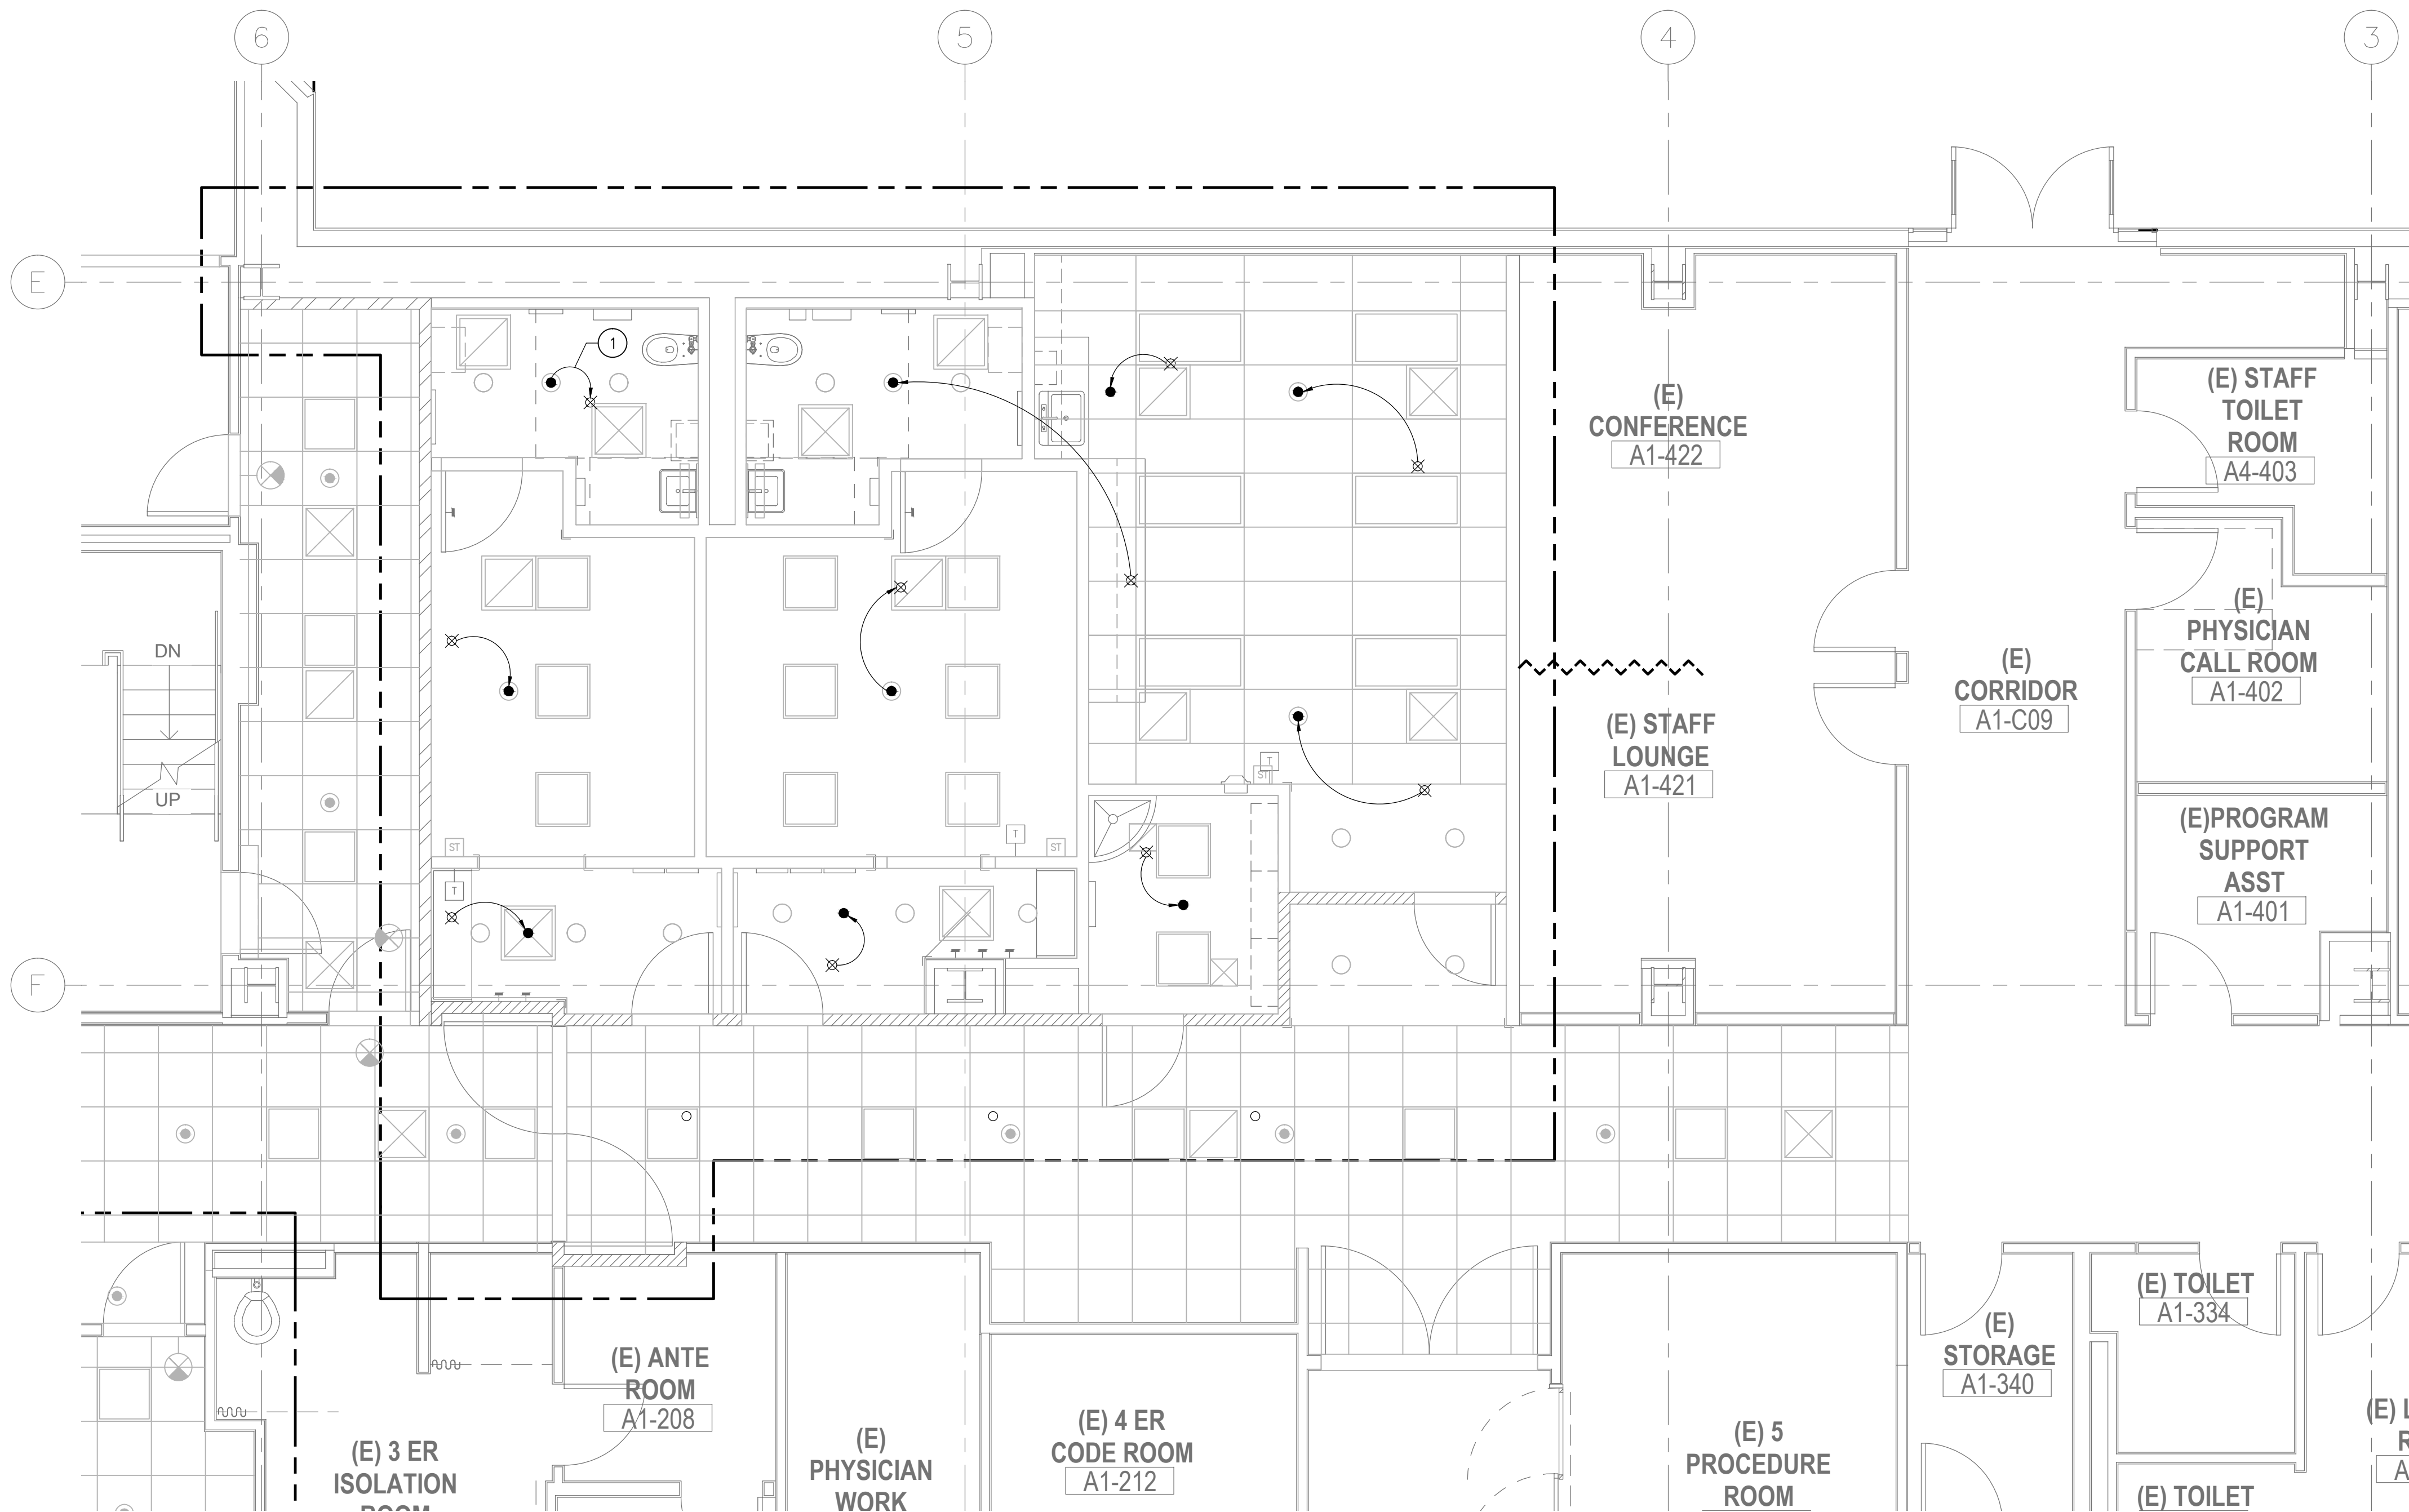 6
5
4
3
E
1
(E)
CONFERENCE
A1-422
(E) STAFF
TOILET
ROOM
A4-403
DN
UP
(E)
PHYSICIAN
CALL ROOM
A1-402
(E)
CORRIDOR
A1-C09
(E) STAFF
LOUNGE
A1-421
T
ST
(E)PROGRAM
SUPPORT
ASST
A1-401
ST
T
ST
T
F
(E) TOILET
A1-334
(E)
STORAGE
A1-340
(E) ANTE
ROOM
A1-208
(E) 3 ER
ISOLATION
ROOM
(E)
PHYSICIAN
WORK
(E) 4 ER
CODE ROOM
A1-212
(E) 5
PROCEDURE
ROOM
(E) L
R
A
(E) TOILET